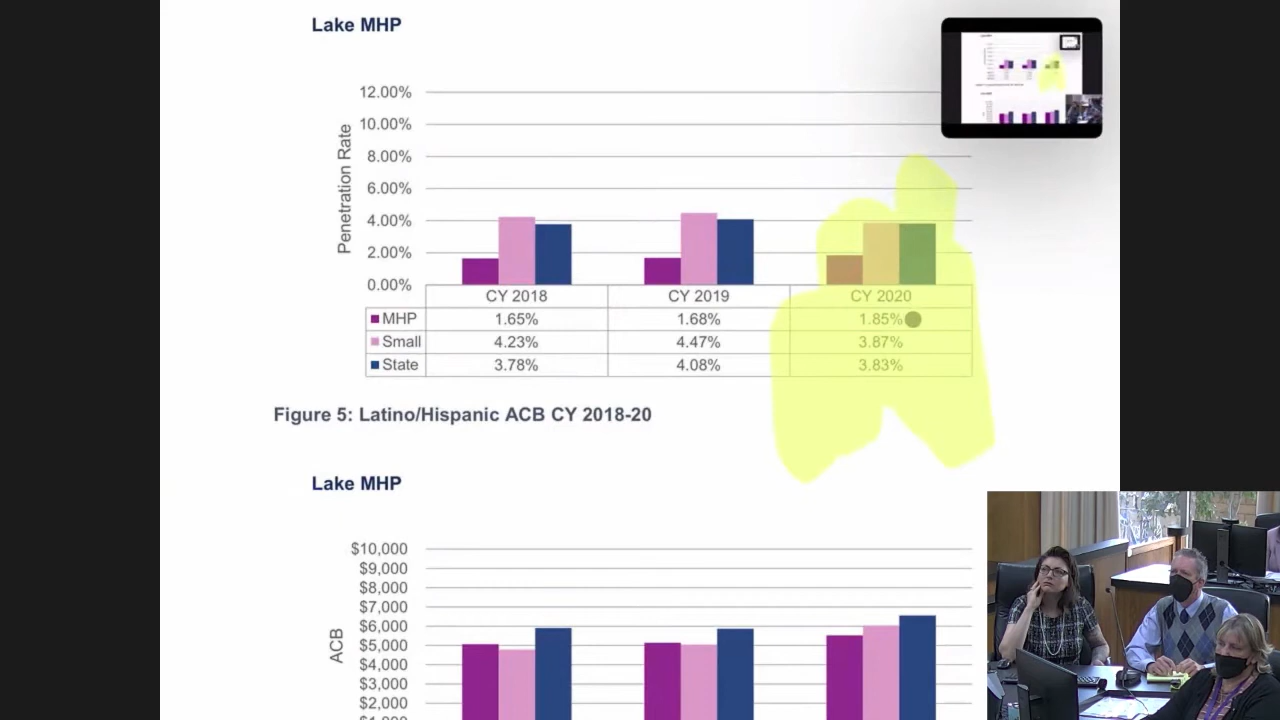 Lake MHP
12.00%
10.00%
8.00%
6.00%
4.00%
2.00%
0.00%
Penetration Rate
CY 2018 CY 2019 CY 2020
MHP 1.65% 1.68% 1.85%
Small 4.23% 4.47% 3.87%
State 3.78% 4.08% 3.83%
Figure 5: Latino/Hispanic ACB CY 2018-20
Lake MHP
$10,000
$9,000
$8,000
$7,000
$6,000
$5,000
$4,000
$3,000
$2,000
ACB